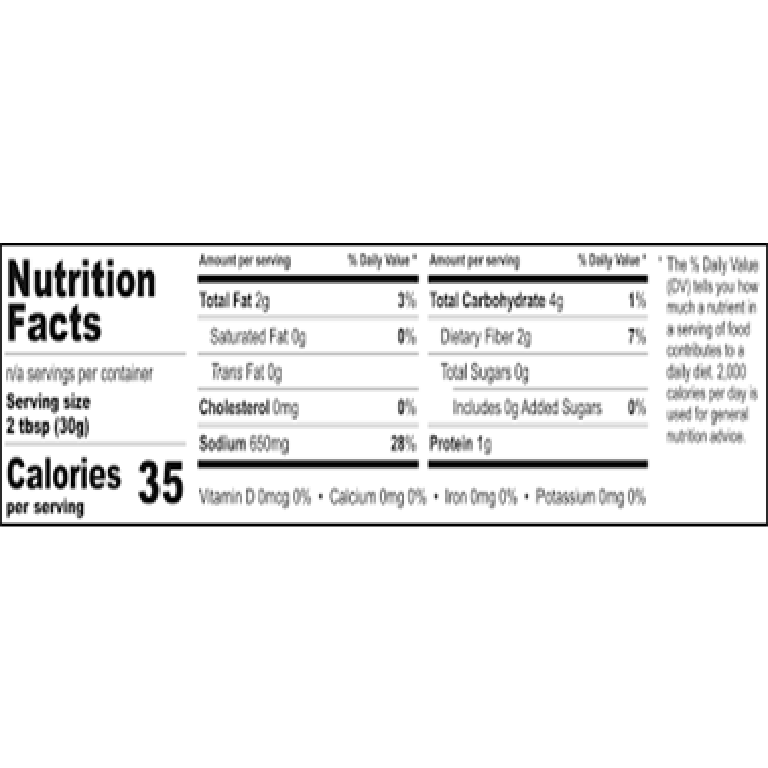 Nutrition
Facts
n/a servings per container
Serving size
2 tbsp (30g)
Calories 35
per serving
Amount per serving % Daily Value *
Total Fat 2g 3%
Saturated Fat 0g 0%
Trans Fat 0g
Cholesterol 0mg 0%
Sodium 650mg 28%
Amount per serving % Daily Value *
Total Carbohydrate 4g 1%
Dietary Fiber 2g 7%
Total Sugars 0g
Includes 0g Added Sugars 0%
Protein 1g
Vitamin D 0mcg 0% • Calcium 0mg 0% • Iron 0mg 0% • Potassium 0mg 0%
* The % Daily Value
(DV) tells you how
much a nutrient in
a serving of food
contributes to a
daily diet. 2,000
calories per day is
used for general
nutrition advice.